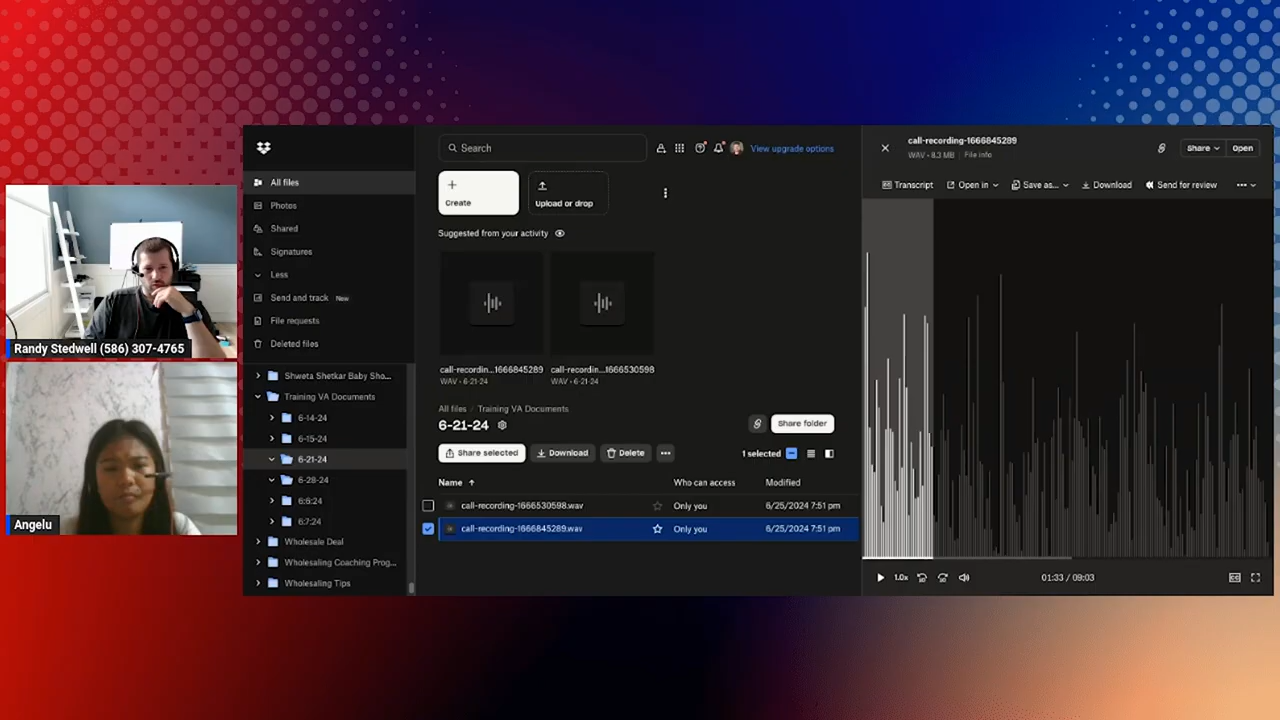 Randy Stedwell (586) 307-4765
Angelu
All files
Photos
Shared
Signatures
Less
Send and track New
File requests
Deleted files
Shweta Shetkar Baby Sho...
Training VA Documents
6-14-24
6-15-24
6-21-24
6-28-24
6:6:24
6:7:24
Wholesale Deal
Wholesaling Coaching Prog...
Wholesaling Tips
Search
View upgrade options
Create
Upload or drop
Suggested from your activity
call-recordin...1666845289
WAV • 6-21-24
call-recordin...1666530598
WAV • 6-21-24
All files / Training VA Documents
6-21-24
Share folder
Share selected
Download
Delete
1 selected
Name
Who can access
Modified
call-recording-1666530598.wav
Only you
6/25/2024 7:51 pm
call-recording-1666845289.wav
Only you
6/25/2024 7:51 pm
call-recording-1666845289
WAV • 8.3 MB
File info
Share
Open
Transcript
Open in
Save as...
Download
Send for review
1.0x
01:33 / 09:03